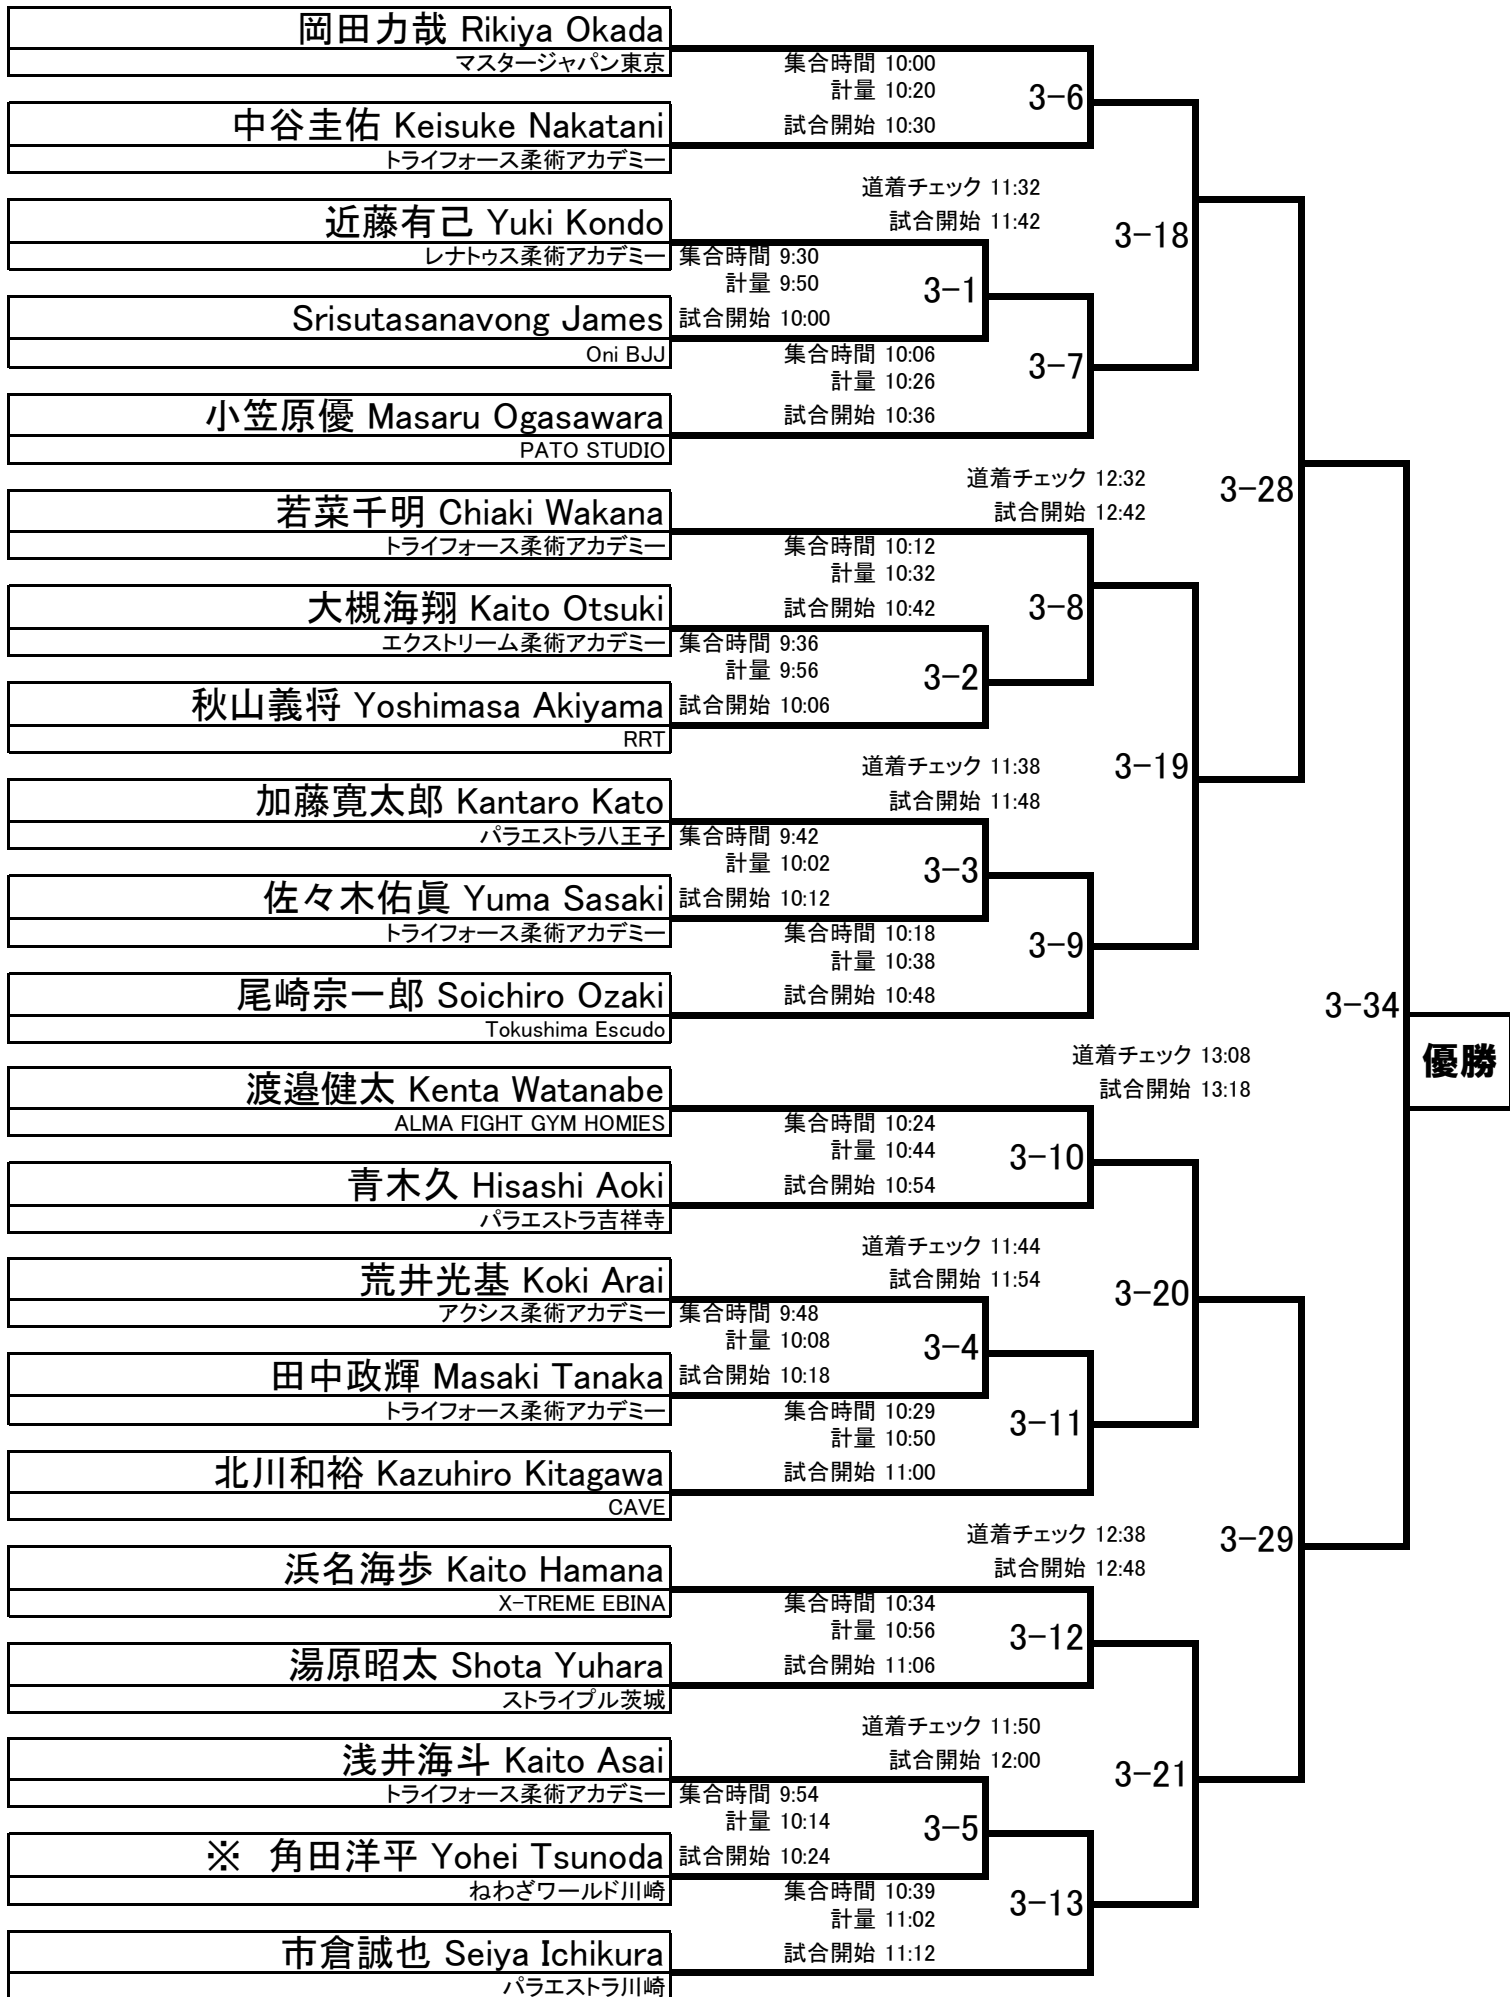 岡田力哉 Rikiya Okada
マスタージャパン東京
集合時間 10:00
計量 10:20
3-6
試合開始 10:30
中谷圭佑 Keisuke Nakatani
トライフォース柔術アカデミー
道着チェック 11:32
試合開始 11:42
3-18
近藤有己 Yuki Kondo
レナトゥス柔術アカデミー
集合時間 9:30
計量 9:50
3-1
試合開始 10:00
Srisutasanavong James
Oni BJJ
集合時間 10:06
計量 10:26
3-7
試合開始 10:36
小笠原優 Masaru Ogasawara
PATO STUDIO
道着チェック 12:32
試合開始 12:42
3-28
若菜千明 Chiaki Wakana
トライフォース柔術アカデミー
集合時間 10:12
計量 10:32
試合開始 10:42
3-8
大槻海翔 Kaito Otsuki
エクストリーム柔術アカデミー
集合時間 9:36
計量 9:56
3-2
試合開始 10:06
秋山義将 Yoshimasa Akiyama
RRT
道着チェック 11:38
試合開始 11:48
3-19
加藤寛太郎 Kantaro Kato
パラエストラ八王子
集合時間 9:42
計量 10:02
3-3
試合開始 10:12
佐々木佑眞 Yuma Sasaki
トライフォース柔術アカデミー
集合時間 10:18
計量 10:38
3-9
試合開始 10:48
尾崎宗一郎 Soichiro Ozaki
Tokushima Escudo
3-34
道着チェック 13:08
試合開始 13:18
優勝
渡邉健太 Kenta Watanabe
ALMA FIGHT GYM HOMIES
集合時間 10:24
計量 10:44
3-10
試合開始 10:54
青木久 Hisashi Aoki
パラエストラ吉祥寺
道着チェック 11:44
試合開始 11:54
3-20
荒井光基 Koki Arai
アクシス柔術アカデミー
集合時間 9:48
計量 10:08
3-4
試合開始 10:18
田中政輝 Masaki Tanaka
トライフォース柔術アカデミー
集合時間 10:29
計量 10:50
3-11
試合開始 11:00
北川和裕 Kazuhiro Kitagawa
CAVE
道着チェック 12:38
試合開始 12:48
3-29
浜名海歩 Kaito Hamana
X-TREME EBINA
集合時間 10:34
計量 10:56
3-12
試合開始 11:06
湯原昭太 Shota Yuhara
ストライプル茨城
道着チェック 11:50
試合開始 12:00
3-21
浅井海斗 Kaito Asai
トライフォース柔術アカデミー
集合時間 9:54
計量 10:14
3-5
試合開始 10:24
※ 角田洋平 Yohei Tsunoda
ねわざワールド川崎
集合時間 10:39
計量 11:02
3-13
試合開始 11:12
市倉誠也 Seiya Ichikura
パラエストラ川崎